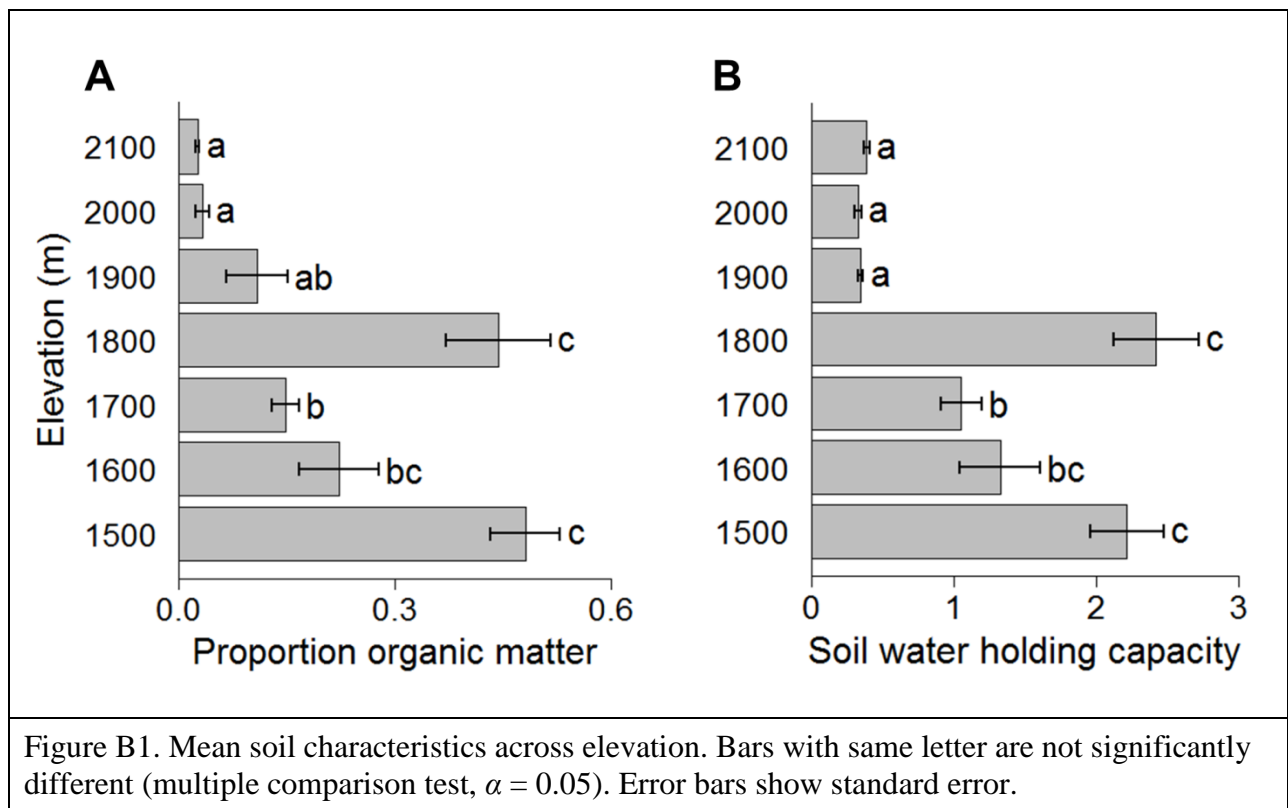 A
Elevation (m)
2100
a
2000
a
1900
ab
1800
c
1700
b
1600
bc
1500
c
0.0
0.3
0.6
Proportion organic matter
B
2100
a
2000
a
1900
a
1800
c
1700
b
1600
bc
1500
c
0
1
2
3
Soil water holding capacity
Figure B1. Mean soil characteristics across elevation. Bars with same letter are not significantly
different (multiple comparison test, α = 0.05). Error bars show standard error.